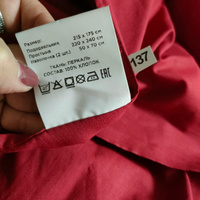 Размер:
Пододеяльник 215 x 175 см
Простыня 220 x 240 см
Наволочка (2 шт.) 50 x 70 см
ТКАНЬ: ПЕРКАЛЬ
СОСТАВ: 100% ХЛОПОК
ЕАС
137